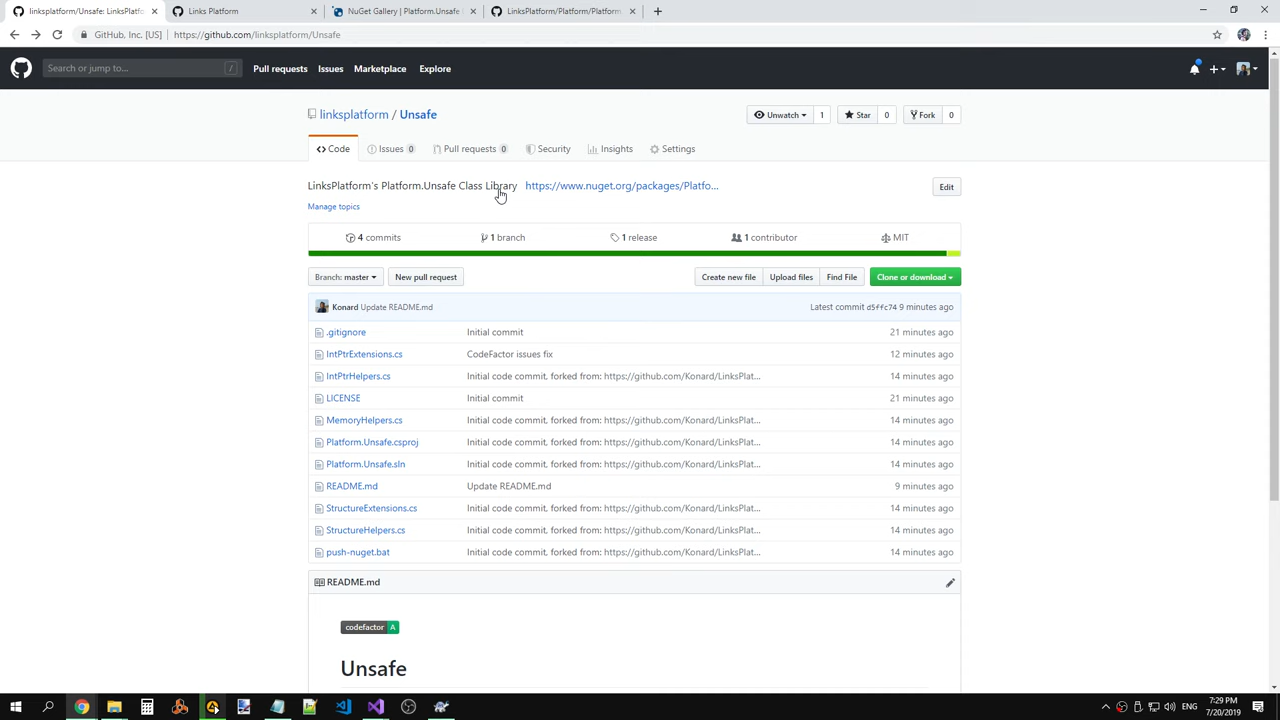 linksplatform/Unsafe: LinksPlatf
Links Platform
NuGet Gallery | Platform.Unsafe
LinksPlatform/Platform/Platform
GitHub, Inc. [US]
https://github.com/linksplatform/Unsafe
Search or jump to...
/
Pull requests
Issues
Marketplace
Explore
linksplatform / Unsafe
Unwatch
1
Star
0
Fork
0
Code
Issues 0
Pull requests 0
Security
Insights
Settings
LinksPlatform's Platform.Unsafe Class Library
https://www.nuget.org/packages/Platfo...
Edit
Manage topics
4 commits
1 branch
1 release
1 contributor
MIT
Branch: master
New pull request
Create new file
Upload files
Find File
Clone or download
Konard Update README.md
Latest commit d5ffc74 9 minutes ago
.gitignore
Initial commit
21 minutes ago
IntPtrExtensions.cs
CodeFactor issues fix
12 minutes ago
IntPtrHelpers.cs
Initial code commit, forked from: https://github.com/Konard/LinksPlat...
14 minutes ago
LICENSE
Initial commit
21 minutes ago
MemoryHelpers.cs
Initial code commit, forked from: https://github.com/Konard/LinksPlat...
14 minutes ago
Platform.Unsafe.csproj
Initial code commit, forked from: https://github.com/Konard/LinksPlat...
14 minutes ago
Platform.Unsafe.sln
Initial code commit, forked from: https://github.com/Konard/LinksPlat...
14 minutes ago
README.md
Update README.md
9 minutes ago
StructureExtensions.cs
Initial code commit, forked from: https://github.com/Konard/LinksPlat...
14 minutes ago
StructureHelpers.cs
Initial code commit, forked from: https://github.com/Konard/LinksPlat...
14 minutes ago
push-nuget.bat
Initial code commit, forked from: https://github.com/Konard/LinksPlat...
14 minutes ago
README.md
codefactor A
Unsafe
ENG
7:29 PM
7/20/2019